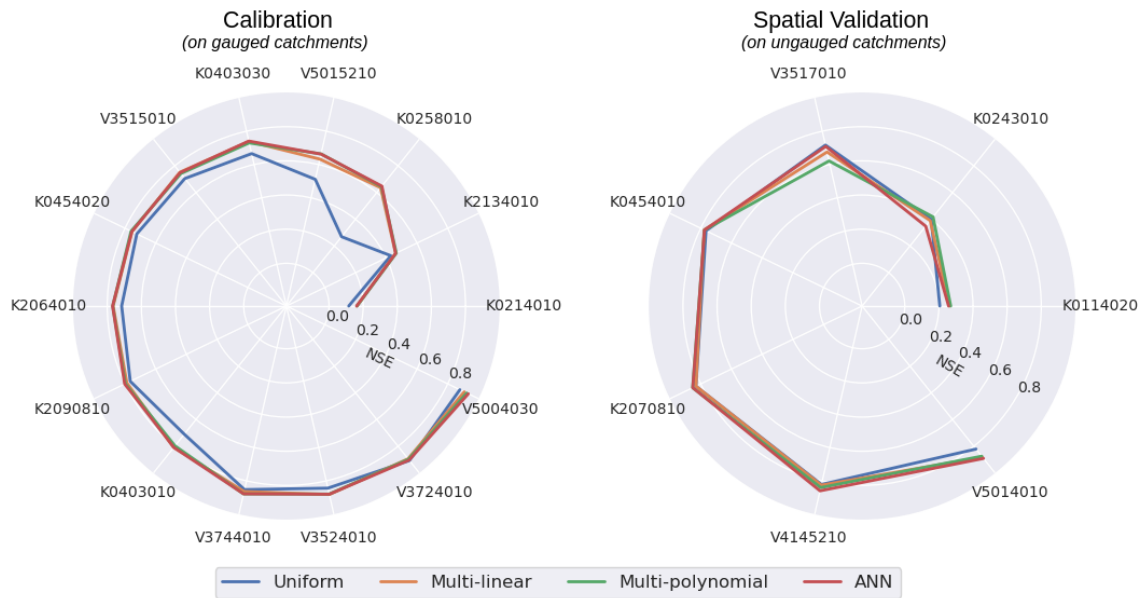 Calibration
(on gauged catchments)
K0403030
V5015210
V3515010
K0258010
K0454020
K2134010
K2064010
K0214010
0.0
0.2
0.4
0.6
0.8
NSE
K2090810
V5004030
K0403010
V3724010
V3744010
V3524010
Spatial Validation
(on ungauged catchments)
V3517010
K0243010
K0454010
K0114020
0.0
0.2
0.4
0.6
0.8
NSE
K2070810
V5014010
V4145210
Uniform
Multi-linear
Multi-polynomial
ANN